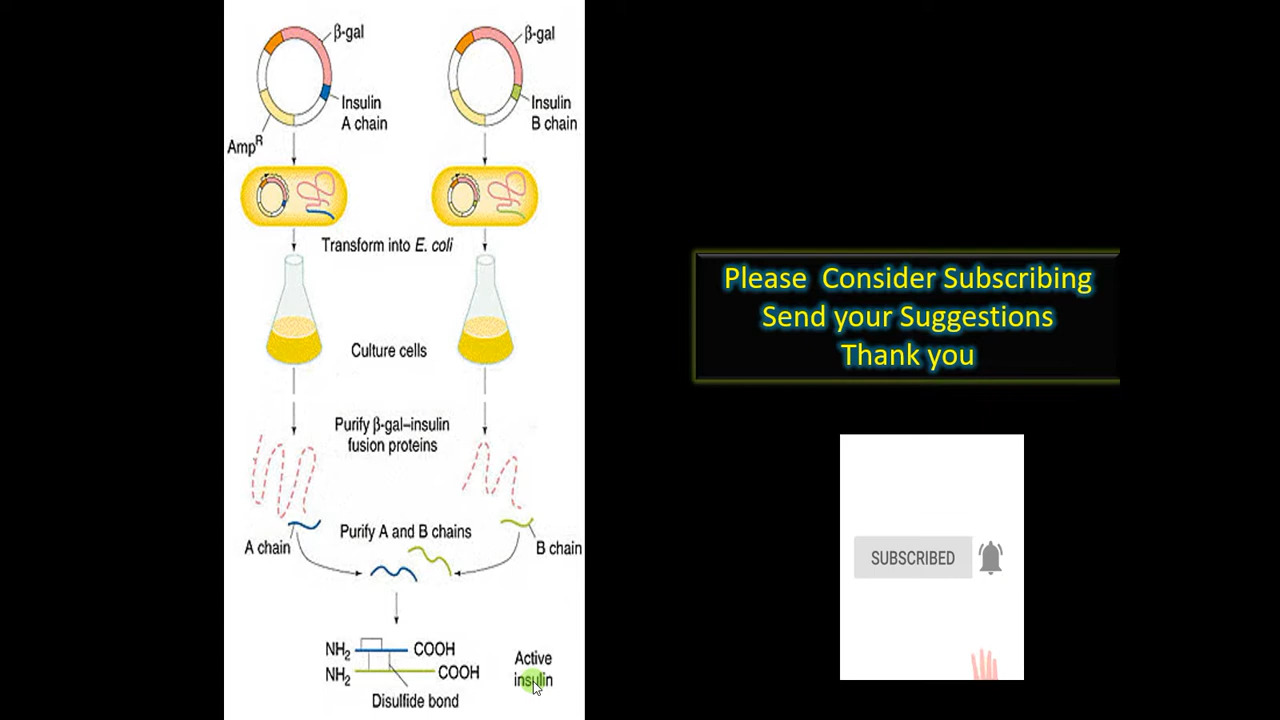 β-gal
β-gal
Insulin
A chain
Insulin
B chain
Ampᴿ
Transform into E. coli
Culture cells
Purify β-gal–insulin
fusion proteins
Purify A and B chains
A chain
B chain
NH₂
COOH
NH₂
COOH
Disulfide bond
Active
insulin
Please  Consider Subscribing
Send your Suggestions
Thank you
SUBSCRIBED